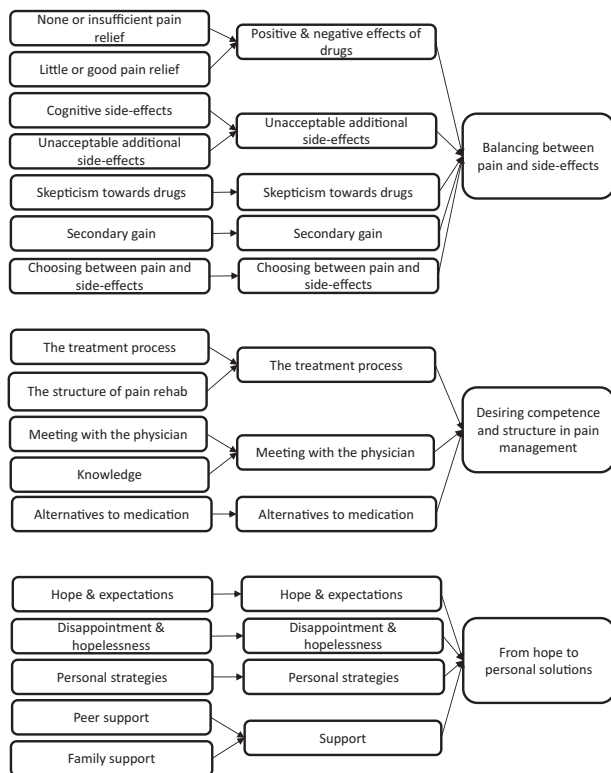 None or insufficient pain
relief
Little or good pain relief
Positive & negative effects of
drugs
Cognitive side-effects
Unacceptable additional
side-effects
Unacceptable additional
side-effects
Skepticism towards drugs
Skepticism towards drugs
Secondary gain
Secondary gain
Choosing between pain and
side-effects
Choosing between pain and
side-effects
Balancing between
pain and side-effects
The treatment process
The structure of pain rehab
The treatment process
Meeting with the physician
Knowledge
Meeting with the physician
Alternatives to medication
Alternatives to medication
Desiring competence
and structure in pain
management
Hope & expectations
Hope & expectations
Disappointment &
hopelessness
Disappointment &
hopelessness
Personal strategies
Personal strategies
Peer support
Family support
Support
From hope to
personal solutions